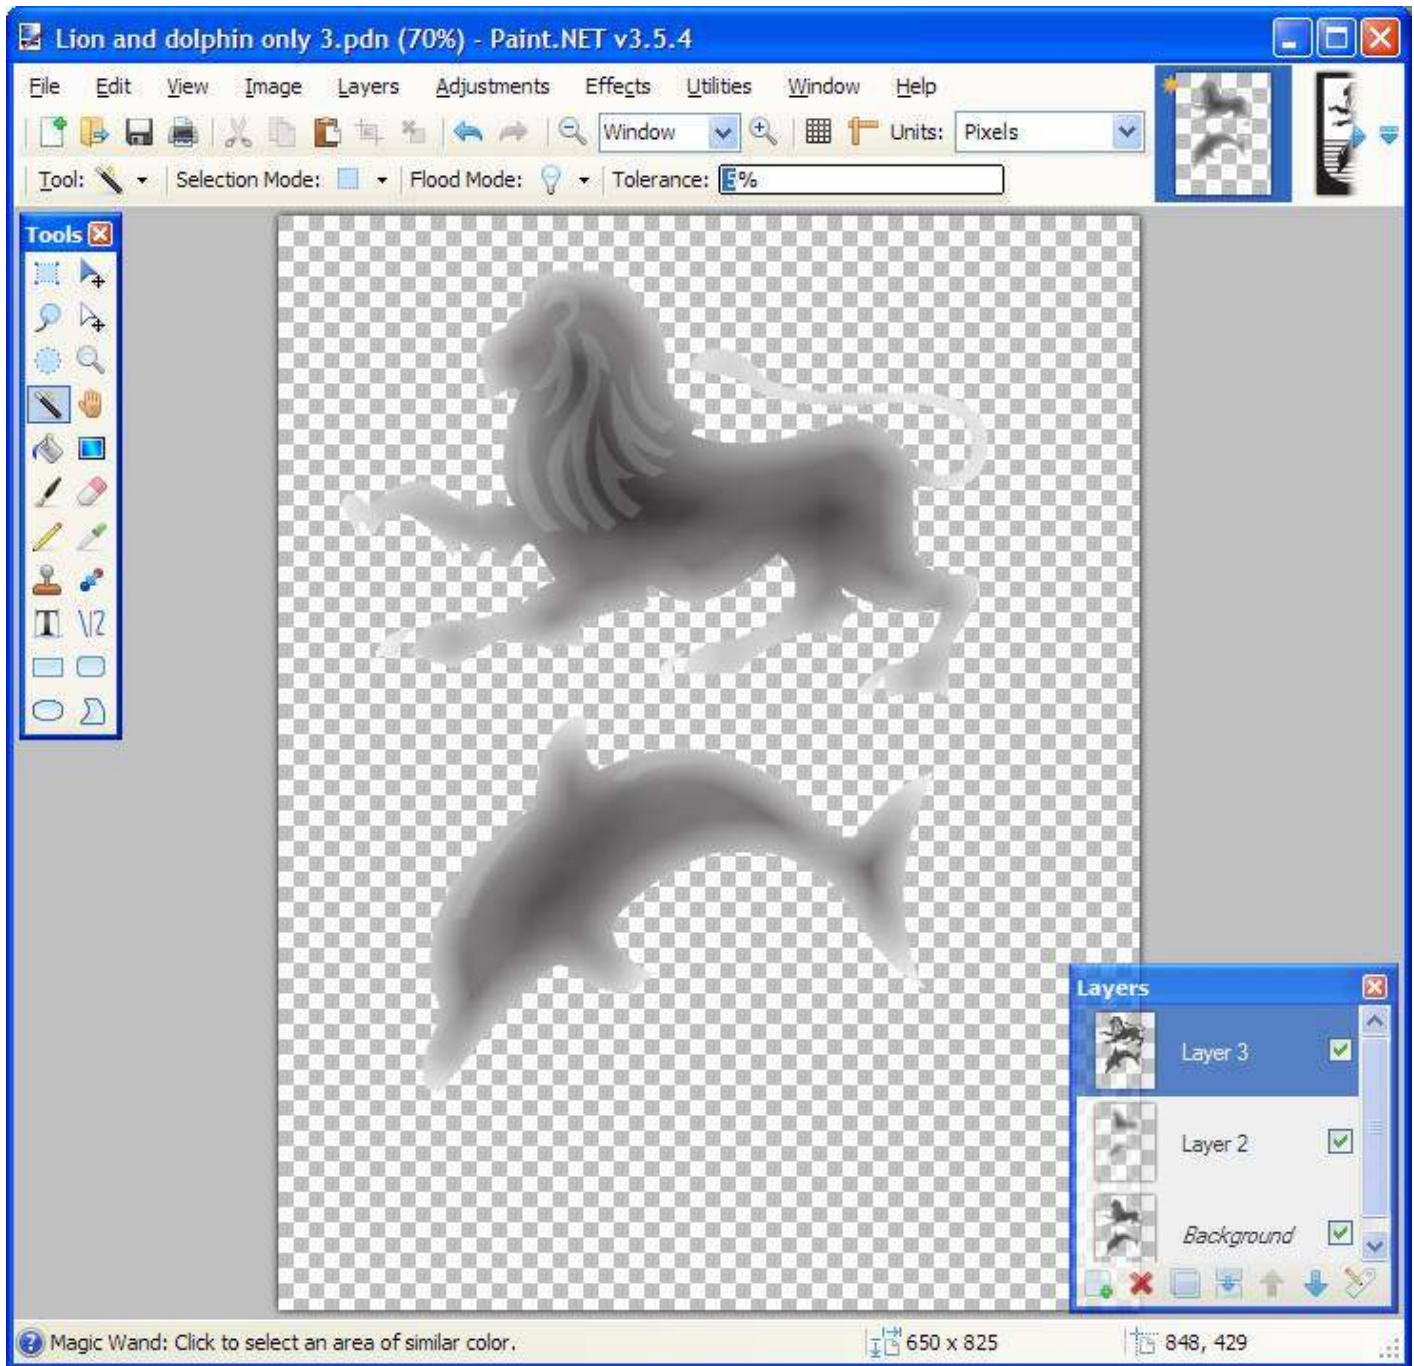 Lion and dolphin only 3.pdn (70%) - Paint.NET v3.5.4
File Edit View Image Layers Adjustments Effects Utilities Window Help
Window Units: Pixels
Tool: Selection Mode: Flood Mode: Tolerance: 5%
Tools
Layers
Layer 3
Layer 2
Background
Magic Wand: Click to select an area of similar color. 650 x 825 848, 429